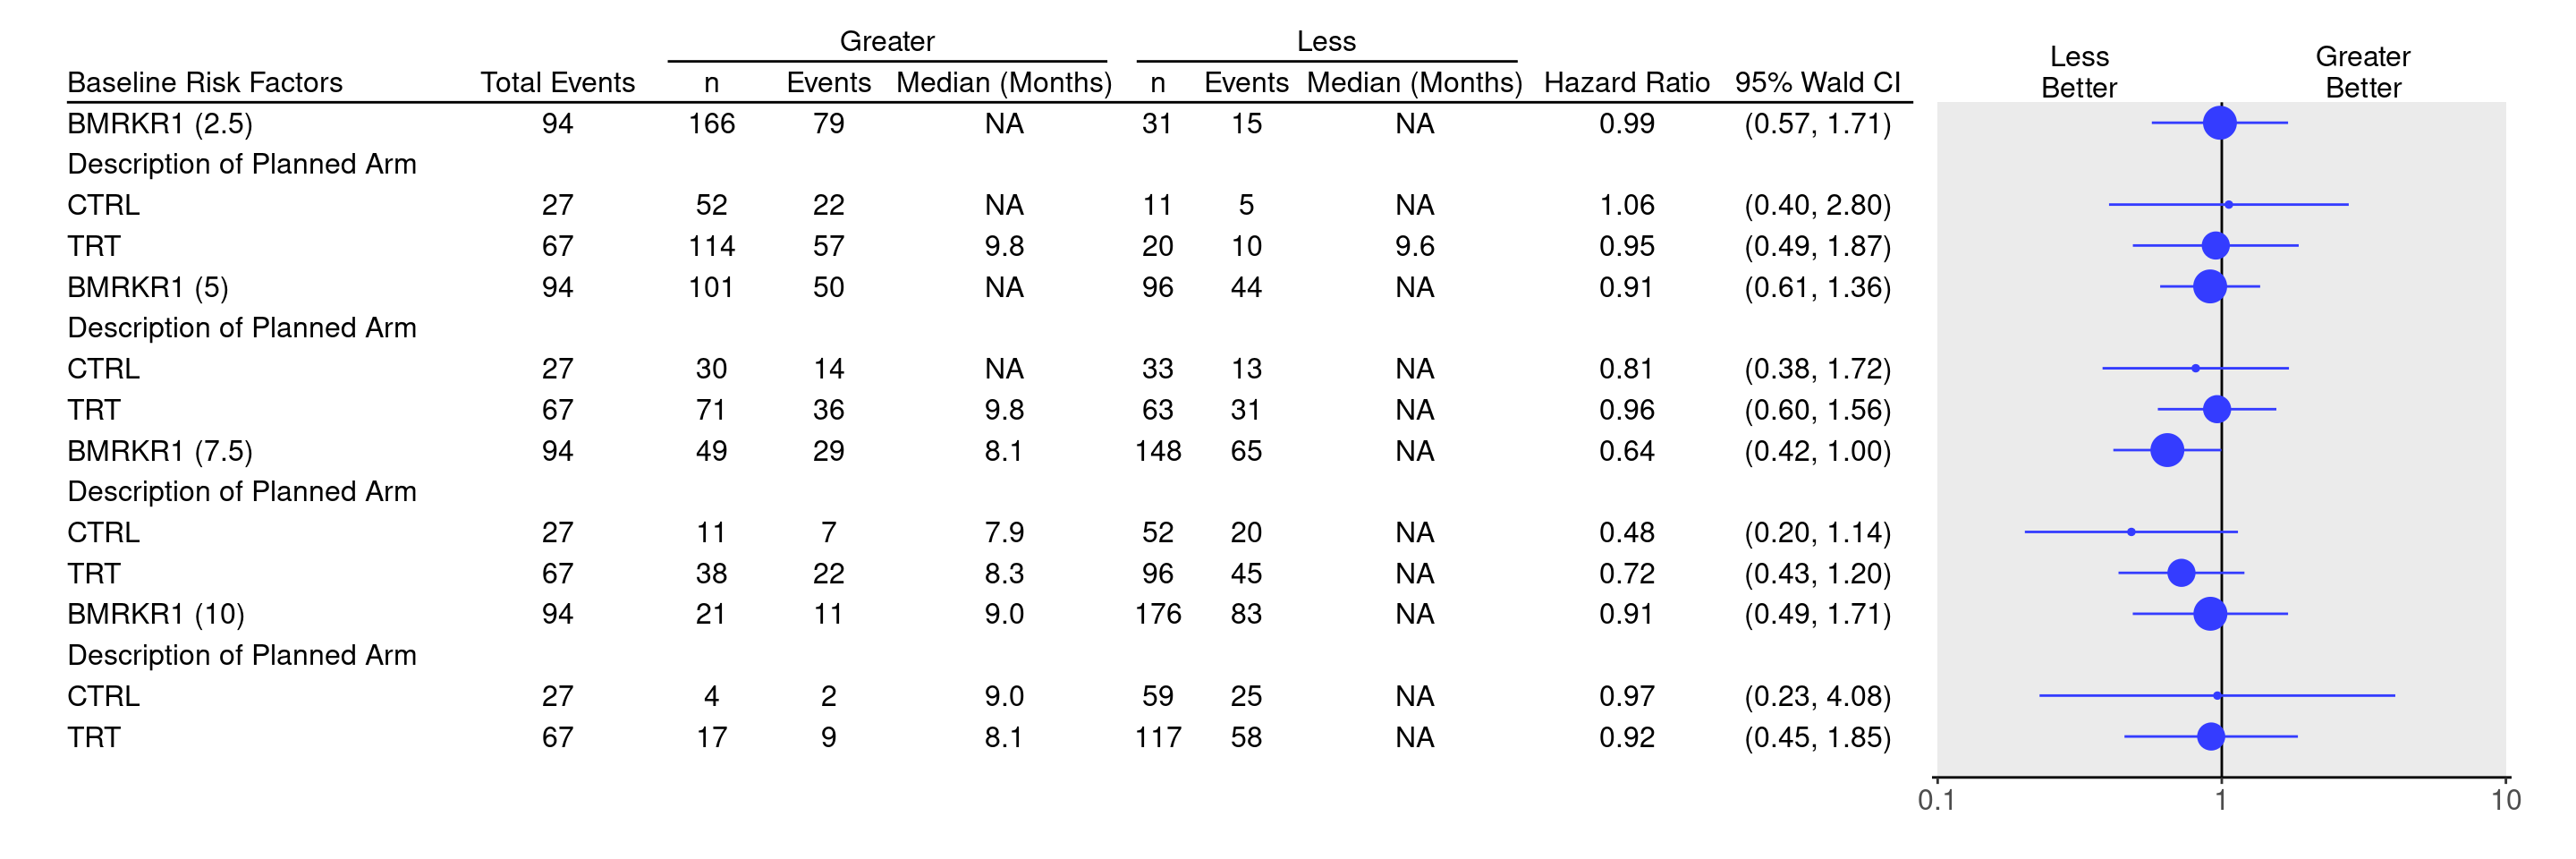 Greater Less
Less Greater
Baseline Risk Factors Total Events n Events Median (Months) n Events Median (Months) Hazard Ratio 95% Wald CI Better Better
BMRKR1 (2.5) 94 166 79 NA 31 15 NA 0.99 (0.57, 1.71)
Description of Planned Arm
CTRL 27 52 22 NA 11 5 NA 1.06 (0.40, 2.80)
TRT 67 114 57 9.8 20 10 9.6 0.95 (0.49, 1.87)
BMRKR1 (5) 94 101 50 NA 96 44 NA 0.91 (0.61, 1.36)
Description of Planned Arm
CTRL 27 30 14 NA 33 13 NA 0.81 (0.38, 1.72)
TRT 67 71 36 9.8 63 31 NA 0.96 (0.60, 1.56)
BMRKR1 (7.5) 94 49 29 8.1 148 65 NA 0.64 (0.42, 1.00)
Description of Planned Arm
CTRL 27 11 7 7.9 52 20 NA 0.48 (0.20, 1.14)
TRT 67 38 22 8.3 96 45 NA 0.72 (0.43, 1.20)
BMRKR1 (10) 94 21 11 9.0 176 83 NA 0.91 (0.49, 1.71)
Description of Planned Arm
CTRL 27 4 2 9.0 59 25 NA 0.97 (0.23, 4.08)
TRT 67 17 9 8.1 117 58 NA 0.92 (0.45, 1.85)
0.1 1 10